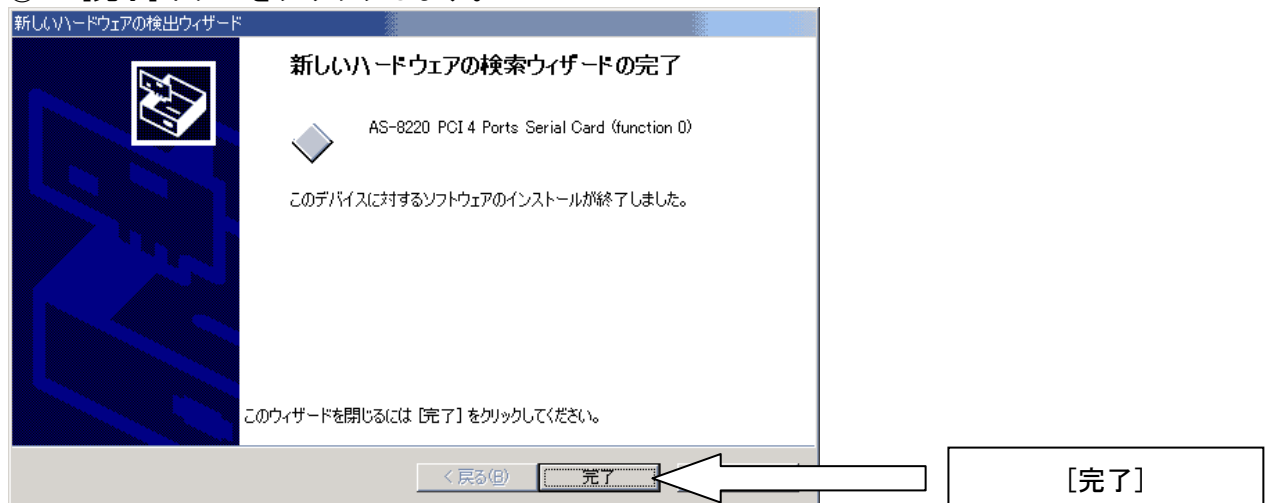 新しいハードウェアの検出ウィザード
新しいハードウェアの検索ウィザードの完了
AS-8220 PCI 4 Ports Serial Card (function 0)
このデバイスに対するソフトウェアのインストールが終了しました。
このウィザードを閉じるには [完了] をクリックしてください。
< 戻る(B)
完了
[完了]